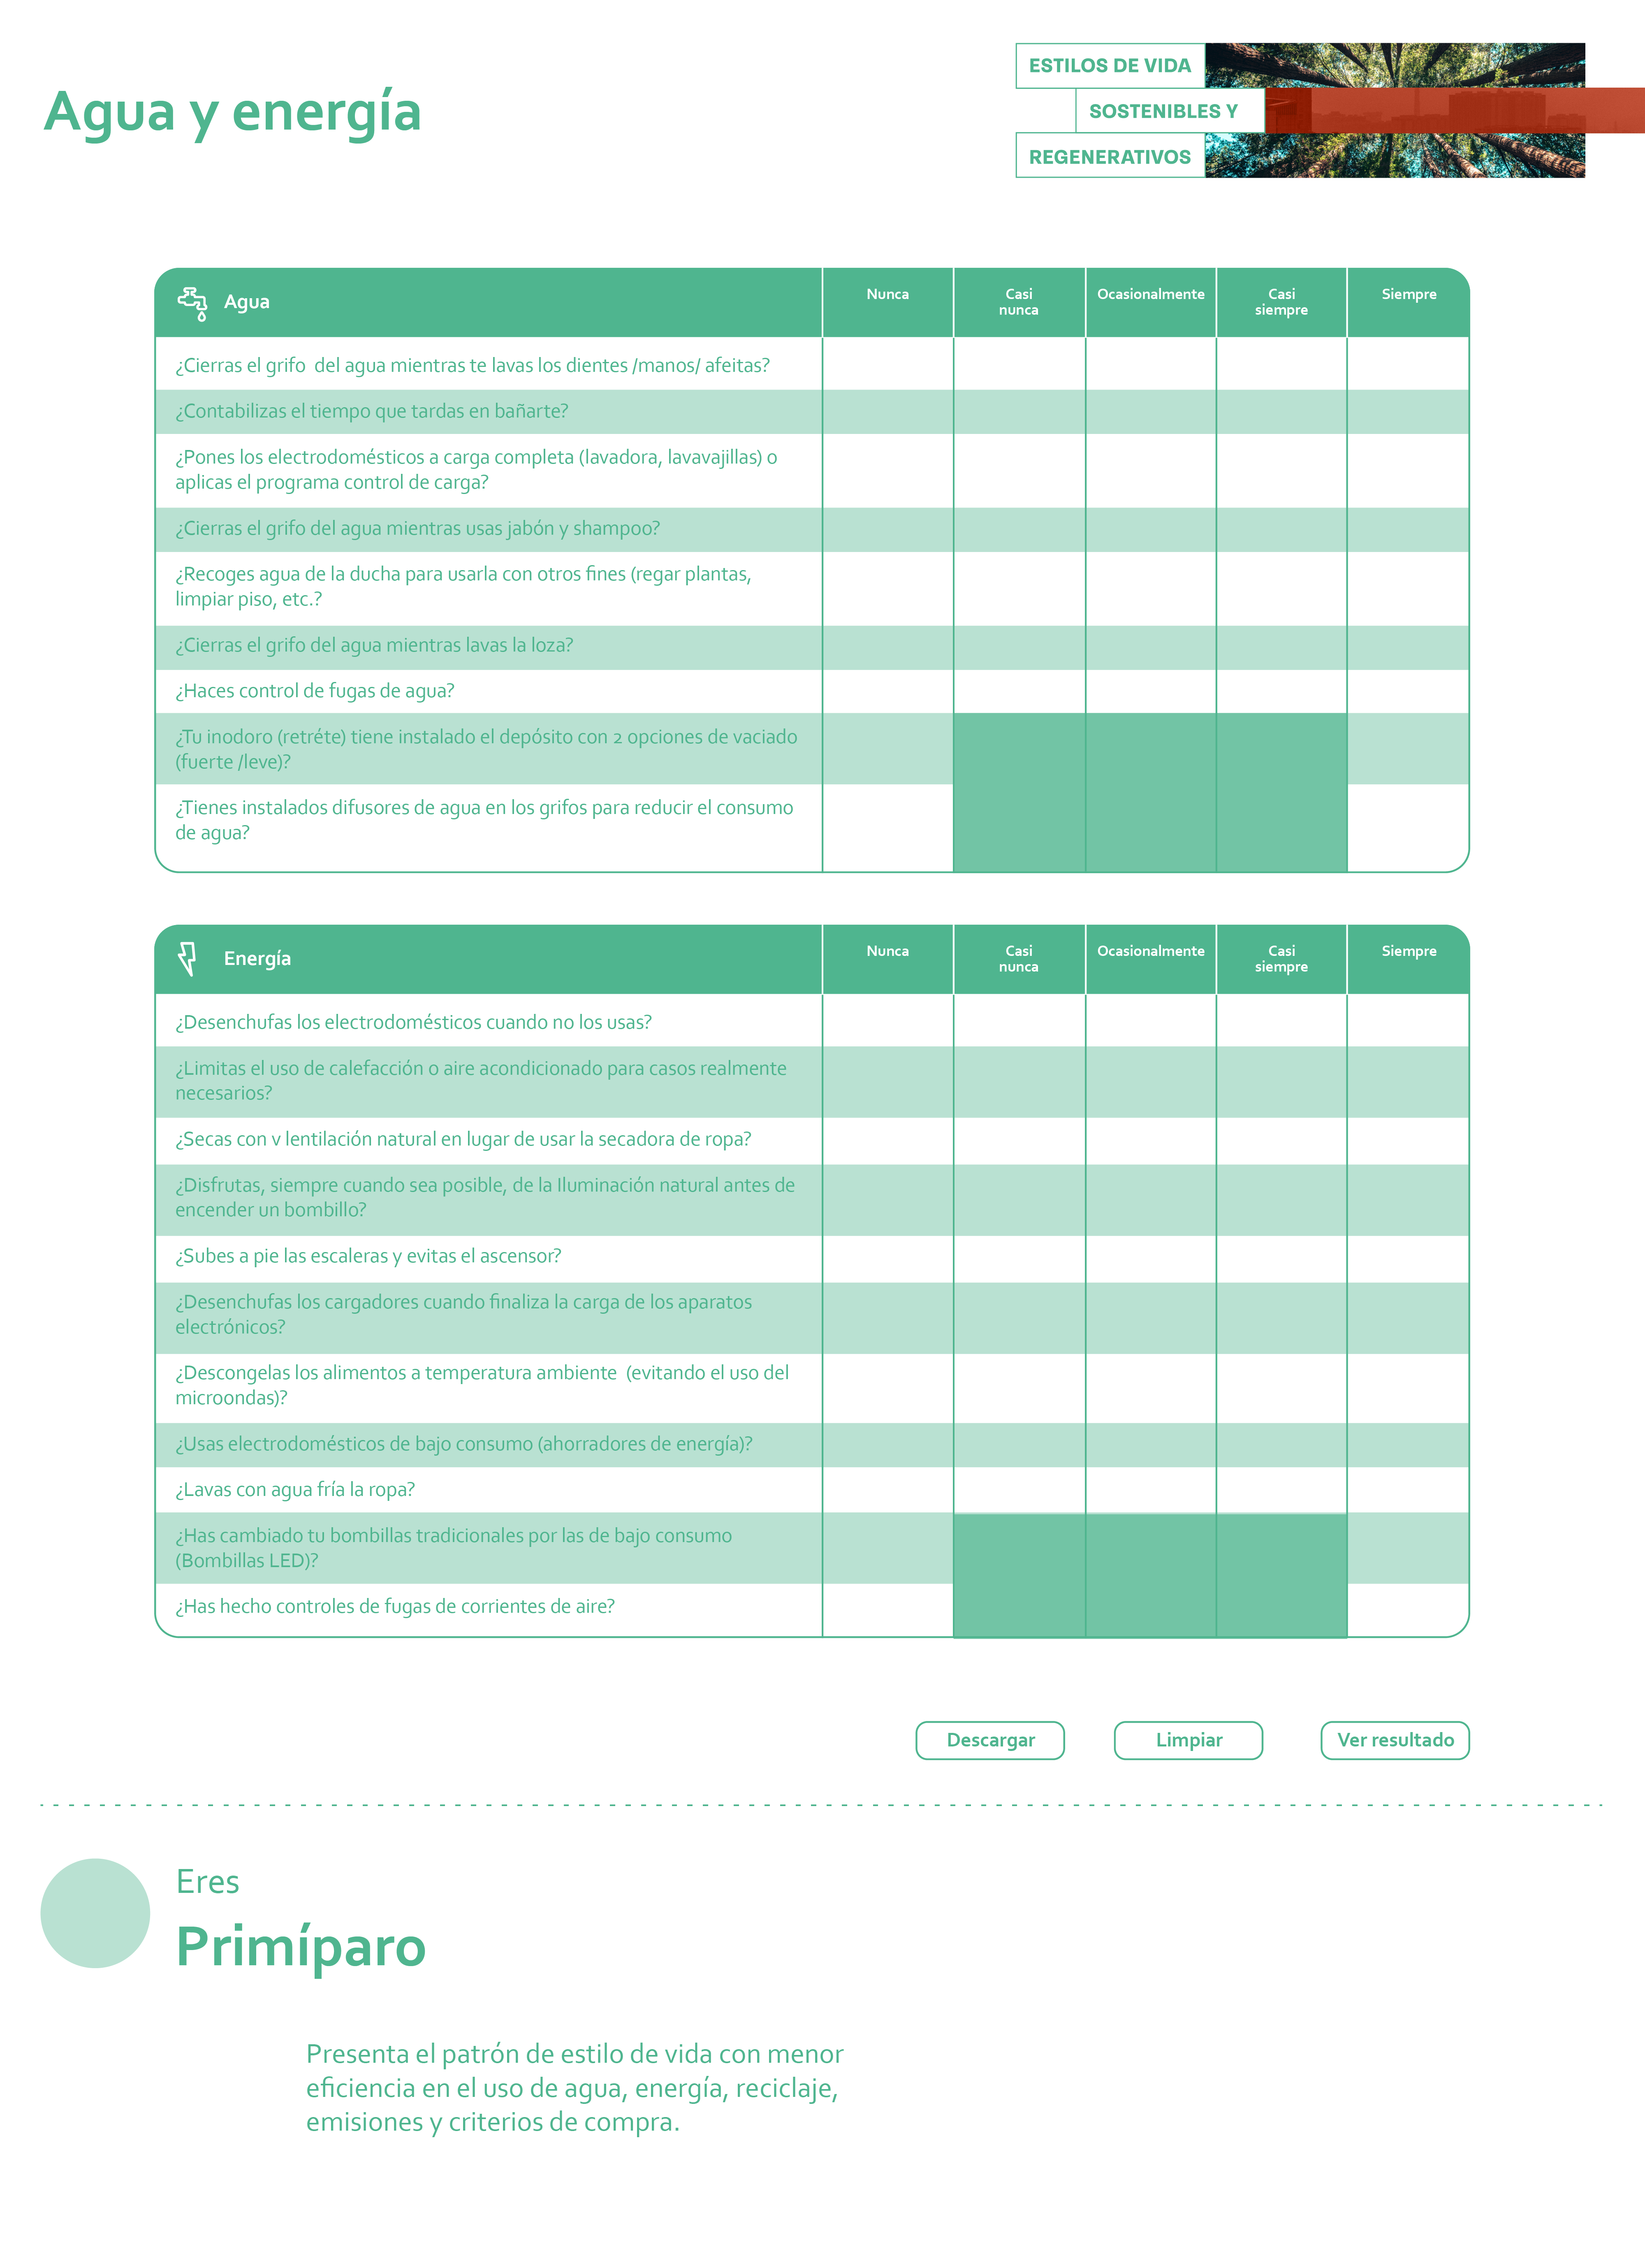 Agua y energía
ESTILOS DE VIDA
SOSTENIBLES Y
REGENERATIVOS
Agua
Nunca
Casi
nunca
Ocasionalmente
Casi
siempre
Siempre
¿Cierras el grifo  del agua mientras te lavas los dientes /manos/ afeitas?
¿Contabilizas el tiempo que tardas en bañarte?
¿Pones los electrodomésticos a carga completa (lavadora, lavavajillas) o
aplicas el programa control de carga?
¿Cierras el grifo del agua mientras usas jabón y shampoo?
¿Recoges agua de la ducha para usarla con otros fines (regar plantas,
limpiar piso, etc.?
¿Cierras el grifo del agua mientras lavas la loza?
¿Haces control de fugas de agua?
¿Tu inodoro (retréte) tiene instalado el depósito con 2 opciones de vaciado
(fuerte /leve)?
¿Tienes instalados difusores de agua en los grifos para reducir el consumo
de agua?
Energía
Nunca
Casi
nunca
Ocasionalmente
Casi
siempre
Siempre
¿Desenchufas los electrodomésticos cuando no los usas?
¿Limitas el uso de calefacción o aire acondicionado para casos realmente
necesarios?
¿Secas con v lentilación natural en lugar de usar la secadora de ropa?
¿Disfrutas, siempre cuando sea posible, de la Iluminación natural antes de
encender un bombillo?
¿Subes a pie las escaleras y evitas el ascensor?
¿Desenchufas los cargadores cuando finaliza la carga de los aparatos
electrónicos?
¿Descongelas los alimentos a temperatura ambiente  (evitando el uso del
microondas)?
¿Usas electrodomésticos de bajo consumo (ahorradores de energía)?
¿Lavas con agua fría la ropa?
¿Has cambiado tu bombillas tradicionales por las de bajo consumo
(Bombillas LED)?
¿Has hecho controles de fugas de corrientes de aire?
Descargar
Limpiar
Ver resultado
Eres
Primíparo
Presenta el patrón de estilo de vida con menor
eficiencia en el uso de agua, energía, reciclaje,
emisiones y criterios de compra.